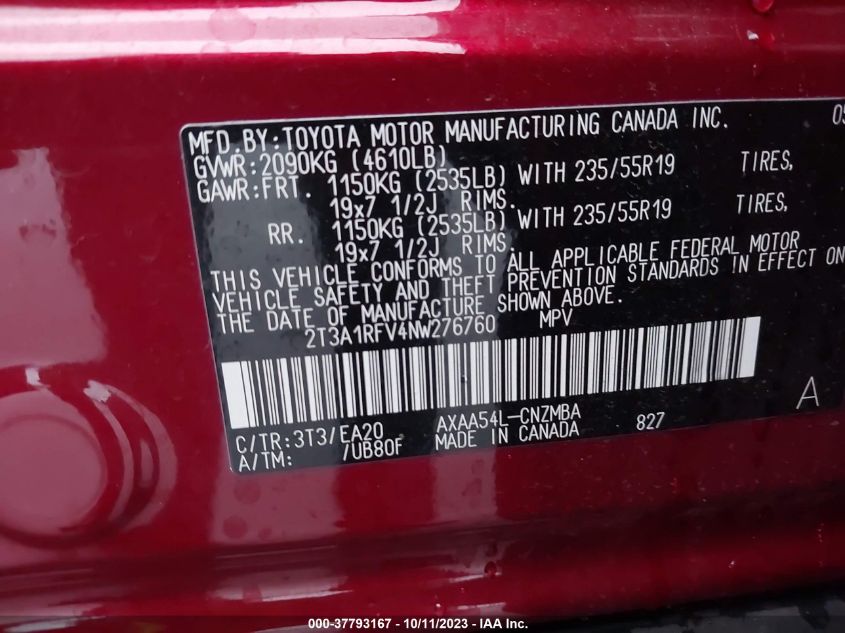 MFD.BY:TOYOTA MOTOR MANUFACTURING CANADA INC. 05
GVWR:2090KG (4610LB)
GAWR:FRT. 1150KG (2535LB) WITH 235/55R19 TIRES,
19x7 1/2J RIMS.
RR. 1150KG (2535LB) WITH 235/55R19 TIRES,
19x7 1/2J RIMS
THIS VEHICLE CONFORMS TO ALL APPLICABLE FEDERAL MOTOR
VEHICLE SAFETY AND THEFT PREVENTION STANDARDS IN EFFECT ON
THE DATE OF MANUFACTURE SHOWN ABOVE.
2T3A1RFV4NW276760 MPV
A
C/TR:3T3/EA20 AXAA54L-CNZMBA 827
A/TM: /UB80F MADE IN CANADA
000-37793167 - 10/11/2023 - IAA Inc.